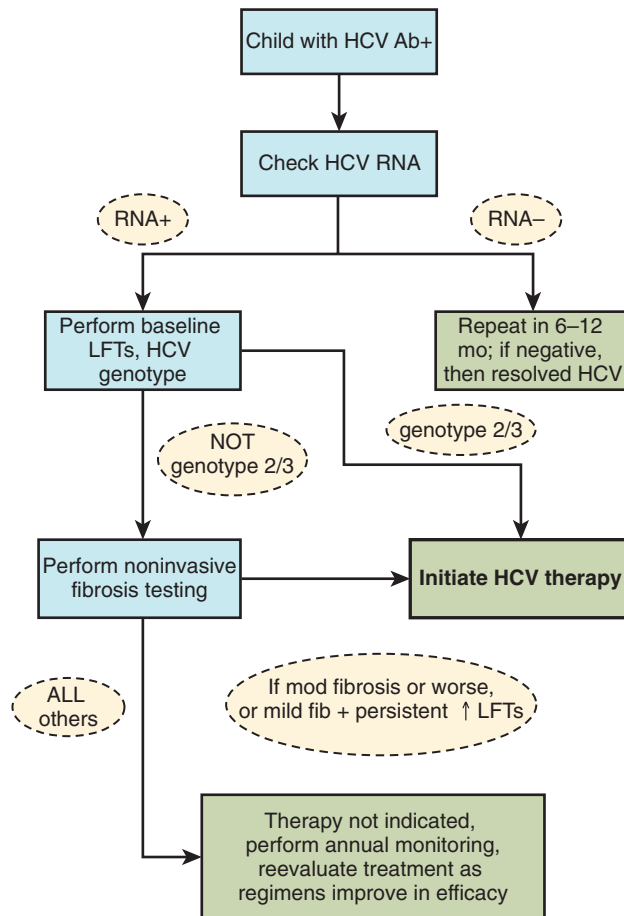 Child with HCV Ab+
Check HCV RNA
RNA+
RNA–
Perform baseline
LFTs, HCV
genotype
Repeat in 6–12
mo; if negative,
then resolved HCV
NOT
genotype 2/3
genotype 2/3
Perform noninvasive
fibrosis testing
Initiate HCV therapy
ALL
others
If mod fibrosis or worse,
or mild fib + persistent ↑ LFTs
Therapy not indicated,
perform annual monitoring,
reevaluate treatment as
regimens improve in efficacy